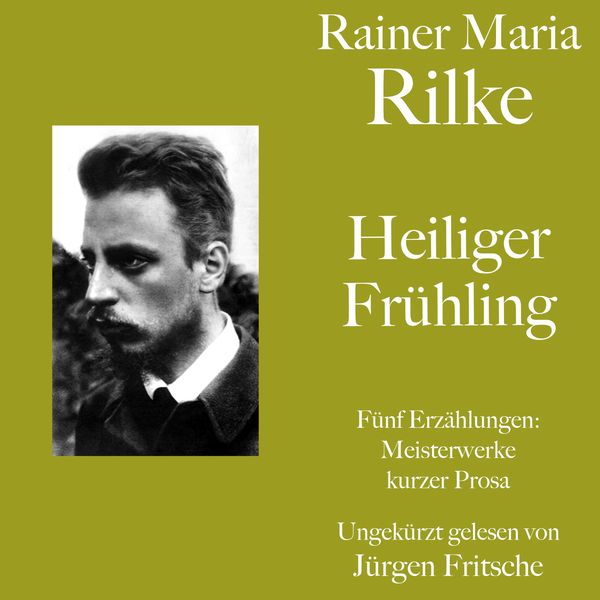 Rainer Maria
Rilke
Heiliger
Frühling
Fünf Erzählungen:
Meisterwerke
kurzer Prosa
Ungekürzt gelesen von
Jürgen Fritsche